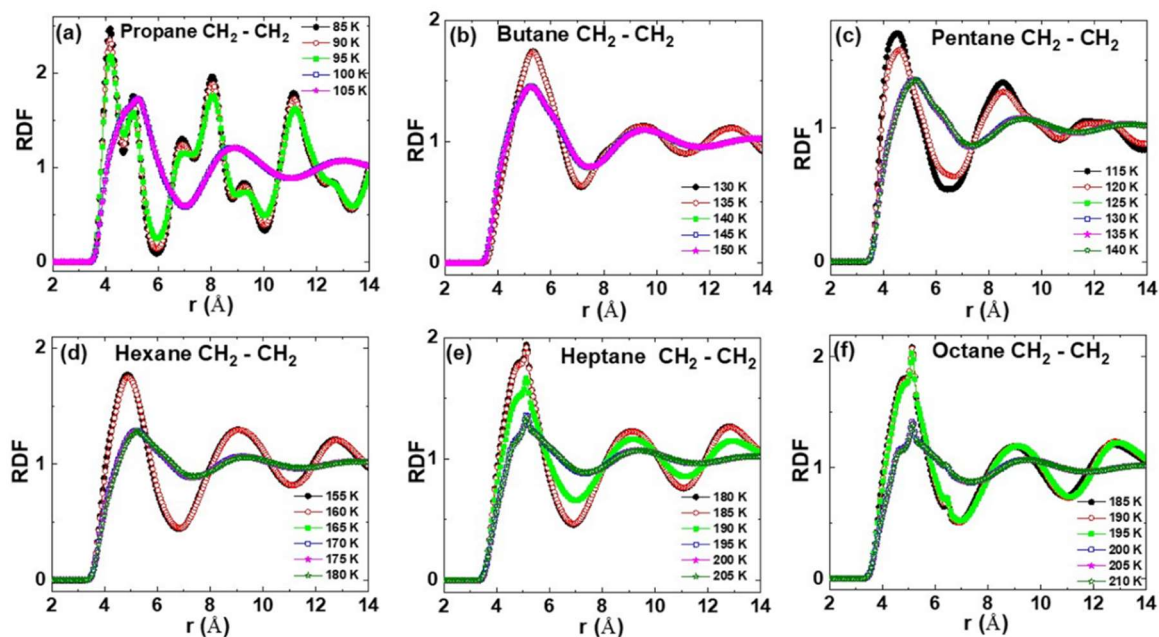 (a) Propane CH₂ - CH₂
85 K
90 K
95 K
100 K
105 K
RDF
2
1
0
2 4 6 8 10 12 14
r (Å)
(b) Butane CH₂ - CH₂
130 K
135 K
140 K
145 K
150 K
RDF
2
1
0
2 4 6 8 10 12 14
r (Å)
(c) Pentane CH₂ - CH₂
115 K
120 K
125 K
130 K
135 K
140 K
RDF
1
0
2 4 6 8 10 12 14
r (Å)
(d) Hexane CH₂ - CH₂
155 K
160 K
165 K
170 K
175 K
180 K
RDF
2
1
0
2 4 6 8 10 12 14
r (Å)
(e) Heptane CH₂ - CH₂
180 K
185 K
190 K
195 K
200 K
205 K
RDF
2
1
0
2 4 6 8 10 12 14
r (Å)
(f) Octane CH₂ - CH₂
185 K
190 K
195 K
200 K
205 K
210 K
RDF
2
1
0
2 4 6 8 10 12 14
r (Å)